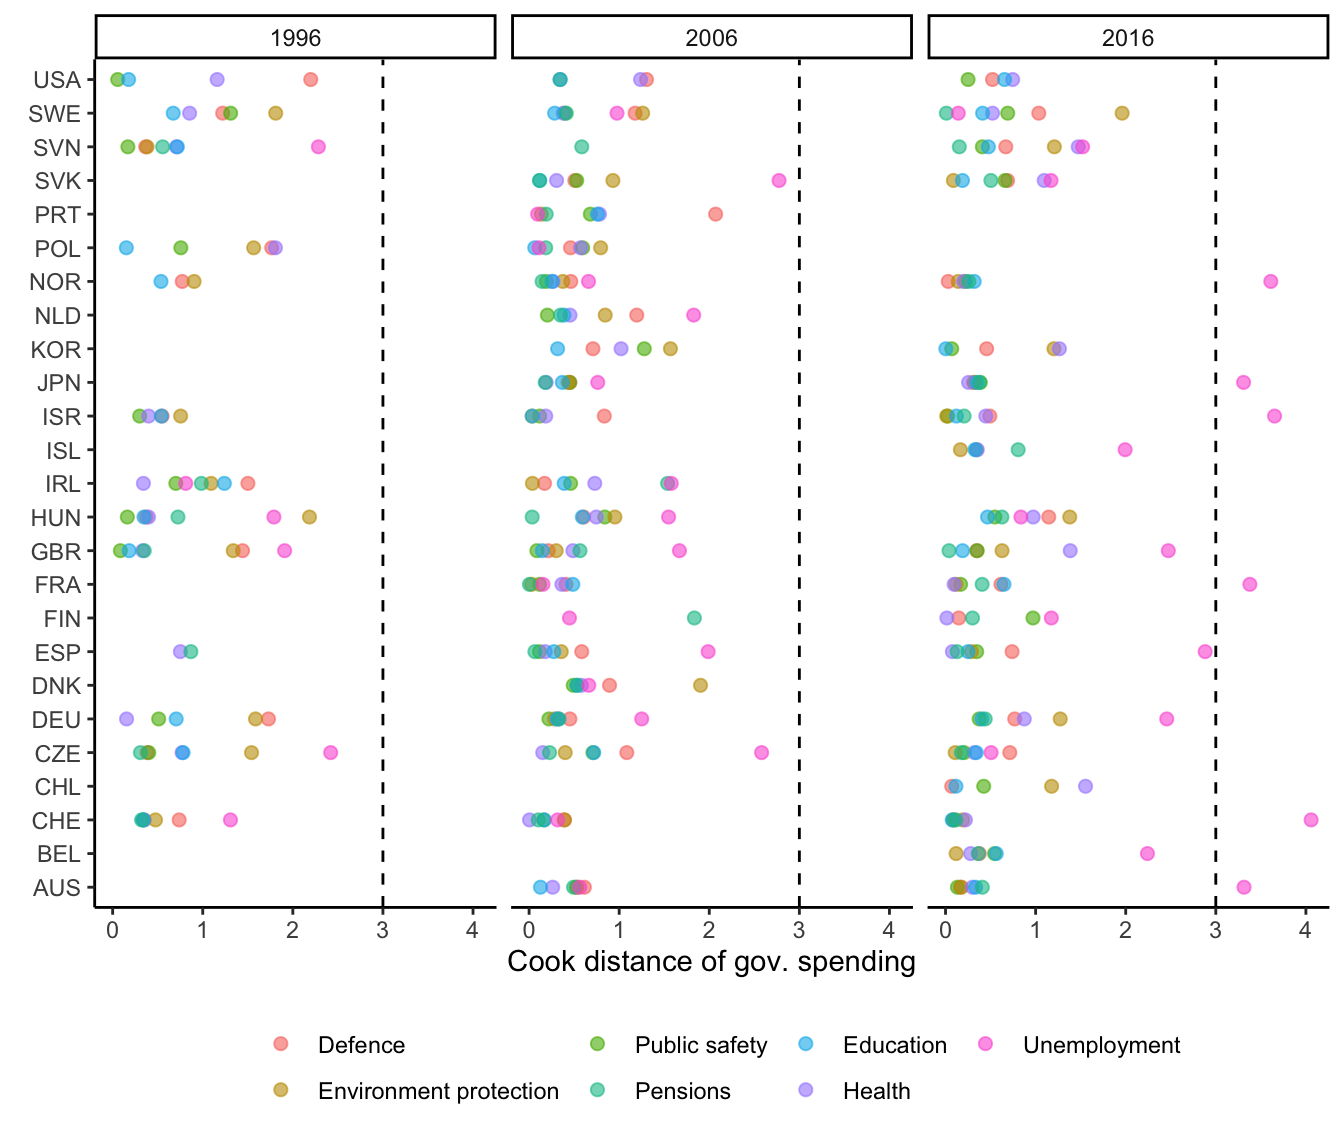 1996 2006 2016
USA
SWE
SVN
SVK
PRT
POL
NOR
NLD
KOR
JPN
ISR
ISL
IRL
HUN
GBR
FRA
FIN
ESP
DNK
DEU
CZE
CHL
CHE
BEL
AUS
0 1 2 3 4 0 1 2 3 4 0 1 2 3 4
Cook distance of gov. spending
Defence Public safety Education Unemployment
Environment protection Pensions Health